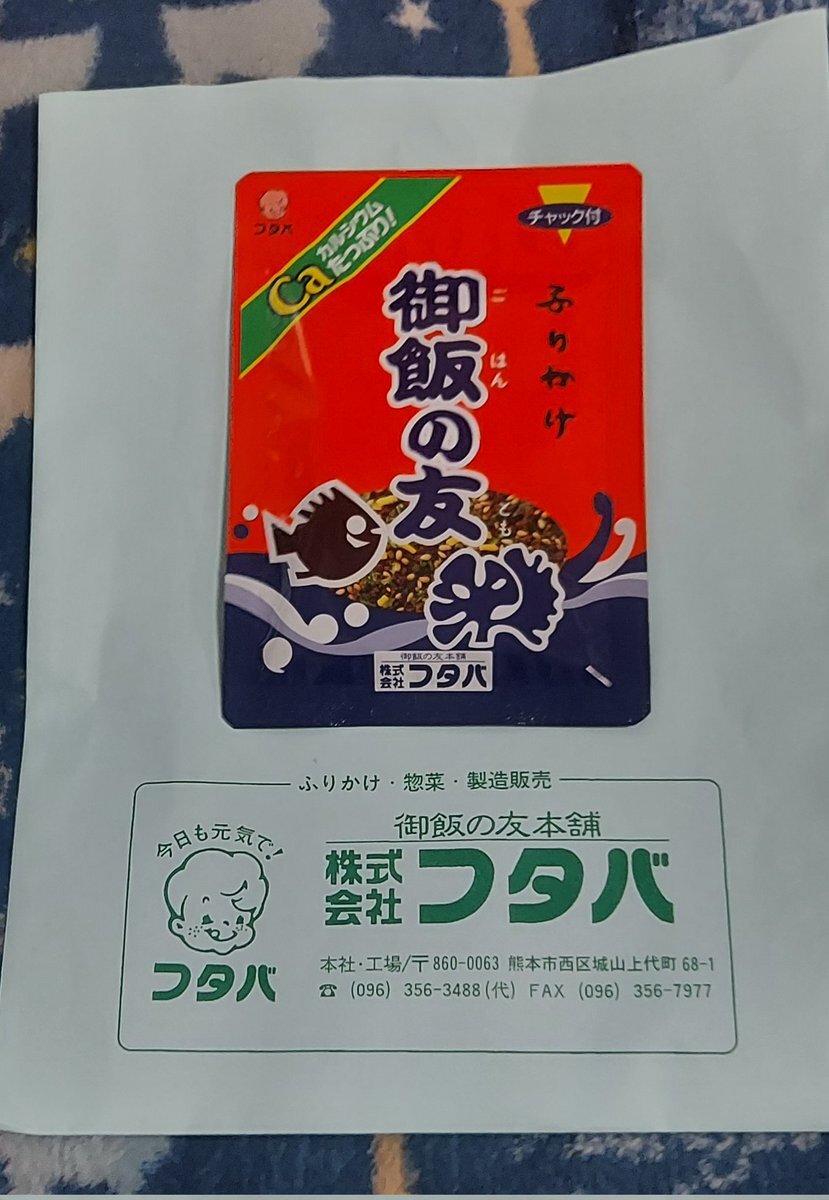 フタバ
Ca カルシウム
たっぷり!
チャック付
ふりかけ
御飯の友
ごはん
とも
御飯の友本舗
株式会社 フタバ
ふりかけ・惣菜・製造販売
今日も元気で!
フタバ
御飯の友本舗
株式会社 フタバ
本社・工場/〒860-0063 熊本市西区城山上代町68-1
☎ (096) 356-3488(代) FAX (096) 356-7977